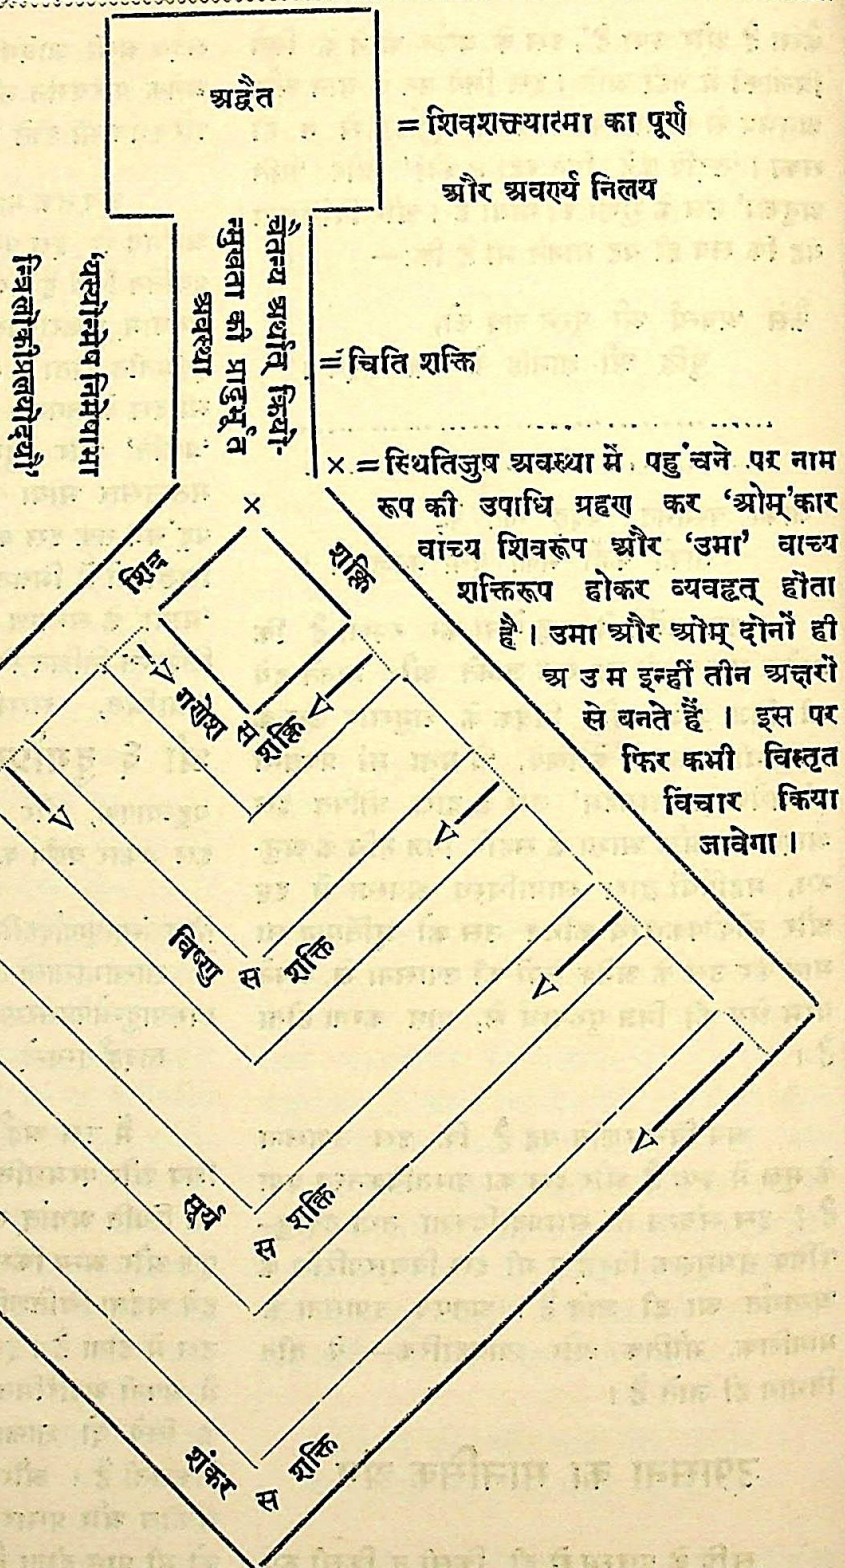 अद्वैत
= शिवशक्त्यात्मा का पूर्ण
और अवर्ण्य निलय
'यस्योन्मेष निमेषाभ्यां
त्रिलोकीप्रलयोदयौ'
चैतन्य अर्थात् क्रियो-
न्मुखता की प्रादुर्भूत
अवस्था
= चिति शक्ति
× = स्थितिजुष अवस्था में पहुंचने पर नाम
रूप की उपाधि ग्रहण कर 'ओम्'कार
वाच्य शिवरूप और 'उमा' वाच्य
शक्तिरूप होकर व्यवहृत् होता
है। उमा और ओम् दोनों ही
अ उ म इन्हीं तीन अक्षरों
से बनते हैं । इस पर
फिर कभी विस्तृत
विचार किया
जावेगा ।
×
शिव
शक्ति
गणेश स शक्ति
विष्णु स शक्ति
सूर्य स शक्ति
शंकर स शक्ति